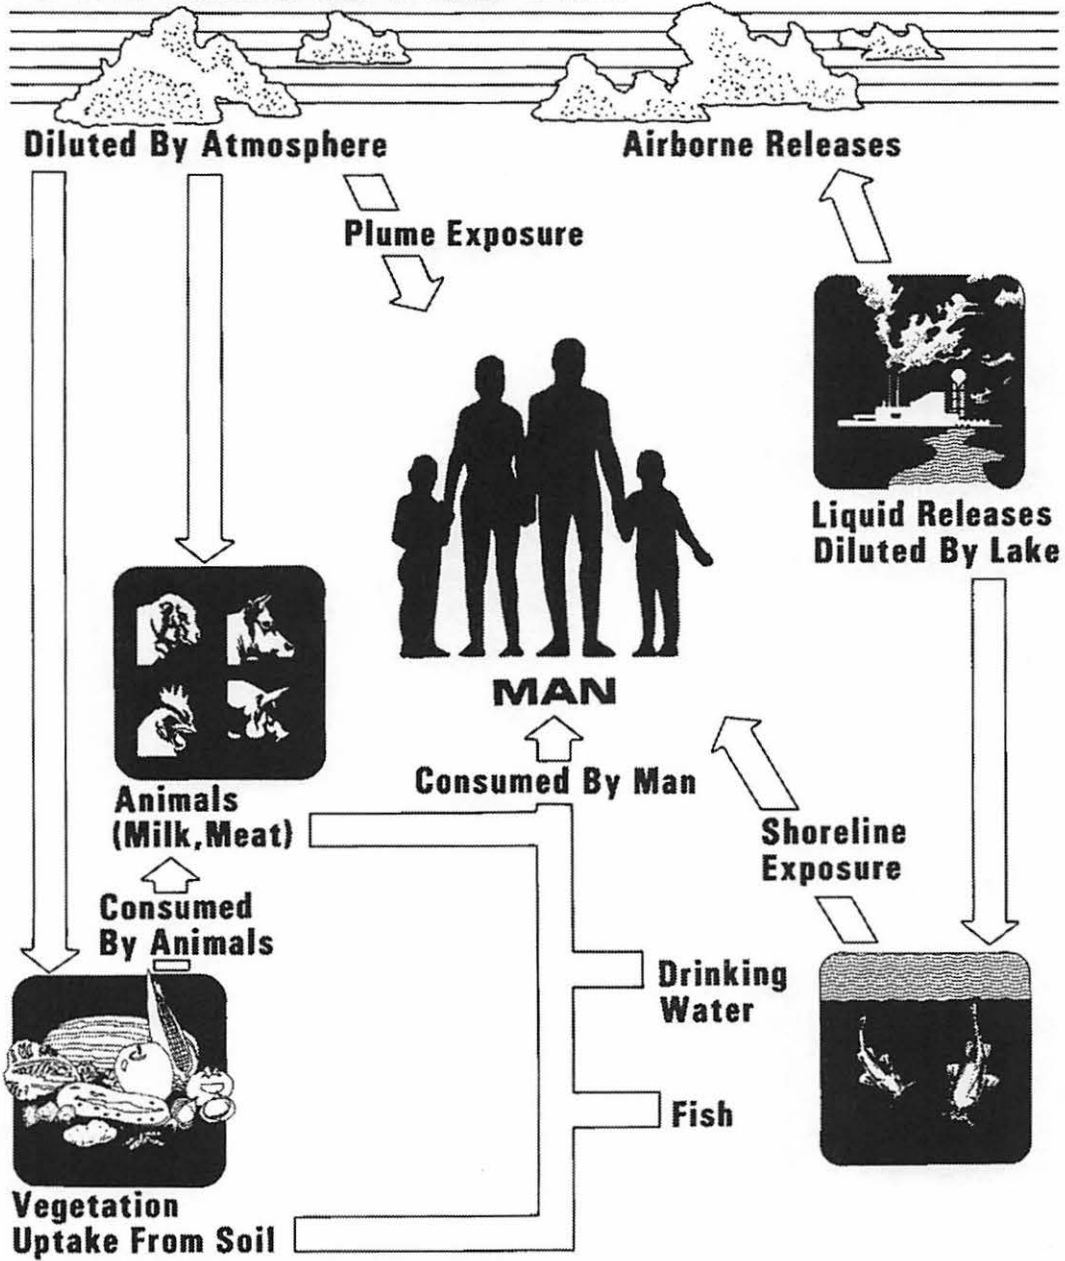 Diluted By Atmosphere
Airborne Releases
Plume Exposure
Liquid Releases
Diluted By Lake
MAN
Consumed By Man
Animals
(Milk,Meat)
Shoreline
Exposure
Consumed
By Animals
Drinking
Water
Fish
Vegetation
Uptake From Soil